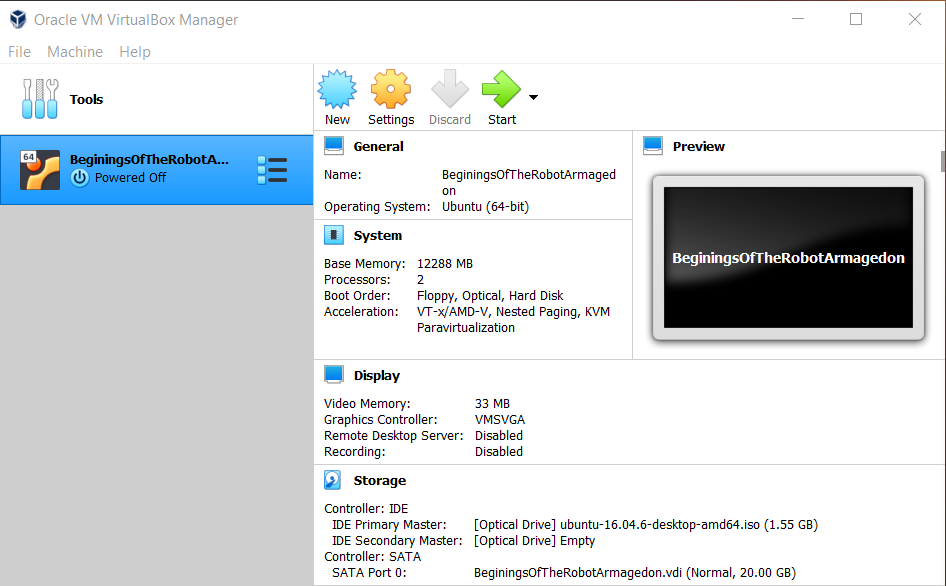 Oracle VM VirtualBox Manager
File Machine Help
Tools
64
BeginingsOfTheRobotA...
Powered Off
New Settings Discard Start
General
Name: BeginingsOfTheRobotArmaged
on
Operating System: Ubuntu (64-bit)
System
Base Memory: 12288 MB
Processors: 2
Boot Order: Floppy, Optical, Hard Disk
Acceleration: VT-x/AMD-V, Nested Paging, KVM
Paravirtualization
Preview
BeginingsOfTheRobotArmagedon
Display
Video Memory: 33 MB
Graphics Controller: VMSVGA
Remote Desktop Server: Disabled
Recording: Disabled
Storage
Controller: IDE
IDE Primary Master: [Optical Drive] ubuntu-16.04.6-desktop-amd64.iso (1.55 GB)
IDE Secondary Master: [Optical Drive] Empty
Controller: SATA
SATA Port 0: BeginingsOfTheRobotArmagedon.vdi (Normal, 20.00 GB)